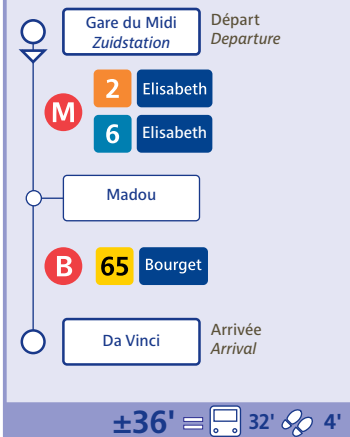 Gare du Midi
Zuidstation
Départ
Departure
M
2 Elisabeth
6 Elisabeth
Madou
B 65 Bourget
Da Vinci
Arrivée
Arrival
±36' = 32' 4'